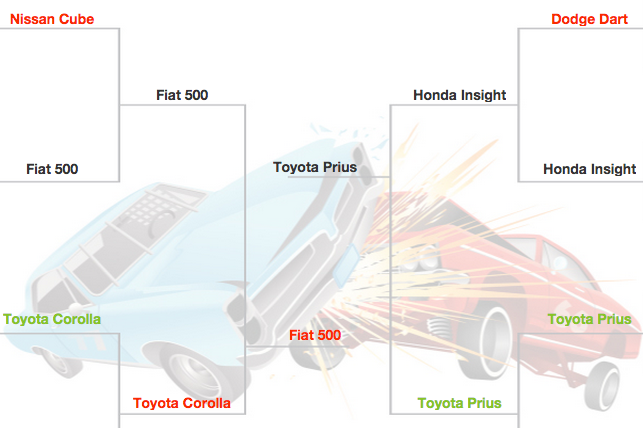 Nissan Cube
Dodge Dart
Fiat 500
Honda Insight
Fiat 500
Toyota Prius
Honda Insight
Toyota Corolla
Toyota Prius
Fiat 500
Toyota Corolla
Toyota Prius